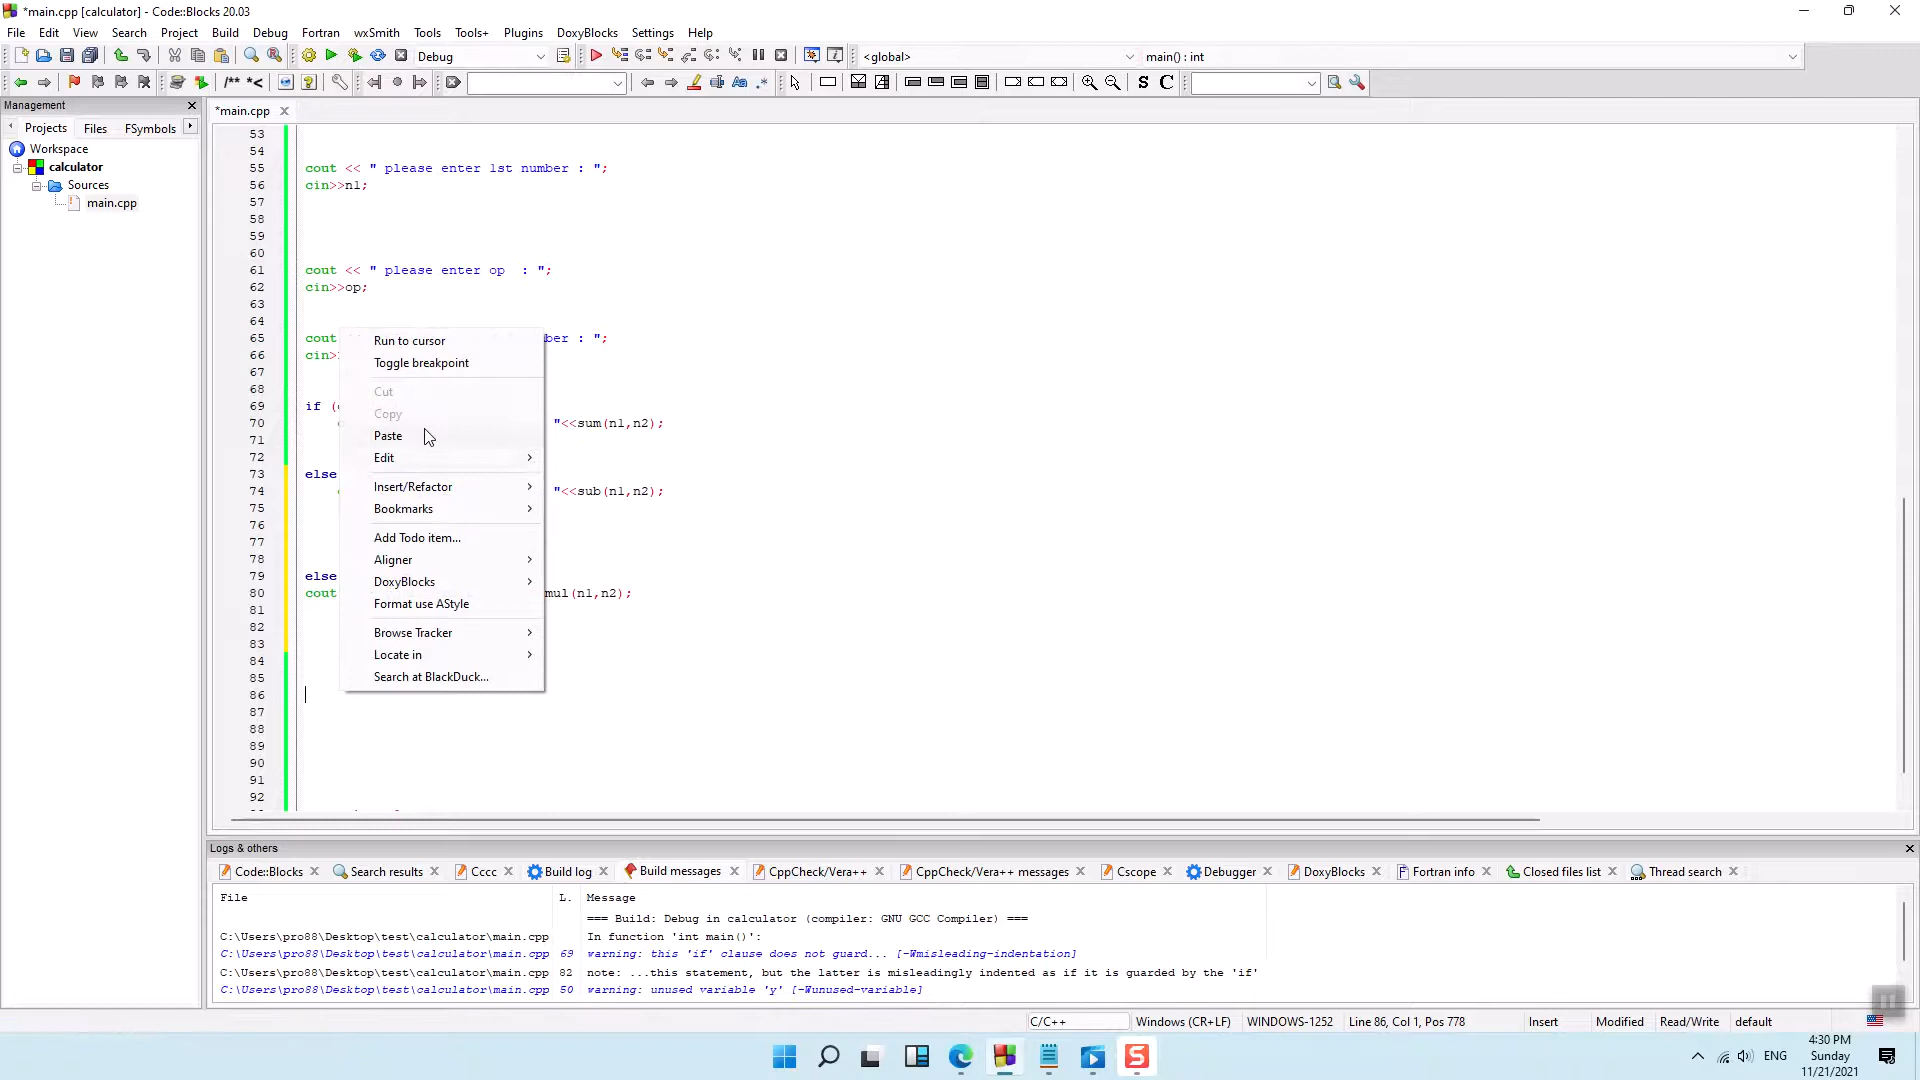 *main.cpp [calculator] - Code::Blocks 20.03
File Edit View Search Project Build Debug Fortran wxSmith Tools Tools+ Plugins DoxyBlocks Settings Help
Debug <global> main() : int
/** *< Aa .* S C
Management
Projects Files FSymbols
Workspace
calculator
Sources
main.cpp
*main.cpp
53
54
55 cout << " please enter 1st number : ";
56 cin>>n1;
57
58
59
60
61 cout << " please enter op  : ";
62 cin>>op;
63
64
65 cout ber : ";
66 cin>
67
68
69 if (
70 "<<sum(n1,n2);
71
72
73 else
74 "<<sub(n1,n2);
75
76
77
78
79 else
80 cout mul(n1,n2);
81
82
83
84
85
86
87
88
89
90
91
92
Run to cursor
Toggle breakpoint
Cut
Copy
Paste
Edit
Insert/Refactor
Bookmarks
Add Todo item...
Aligner
DoxyBlocks
Format use AStyle
Browse Tracker
Locate in
Search at BlackDuck...
Logs & others
Code::Blocks Search results Cccc Build log Build messages CppCheck/Vera++ CppCheck/Vera++ messages Cscope Debugger DoxyBlocks Fortran info Closed files list Thread search
File L. Message
=== Build: Debug in calculator (compiler: GNU GCC Compiler) ===
C:\Users\pro88\Desktop\test\calculator\main.cpp In function 'int main()':
C:\Users\pro88\Desktop\test\calculator\main.cpp 69 warning: this 'if' clause does not guard... [-Wmisleading-indentation]
C:\Users\pro88\Desktop\test\calculator\main.cpp 82 note: ...this statement, but the latter is misleadingly indented as if it is guarded by the 'if'
C:\Users\pro88\Desktop\test\calculator\main.cpp 50 warning: unused variable 'y' [-Wunused-variable]
C/C++ Windows (CR+LF) WINDOWS-1252 Line 86, Col 1, Pos 778 Insert Modified Read/Write default
ENG
4:30 PM
Sunday
11/21/2021